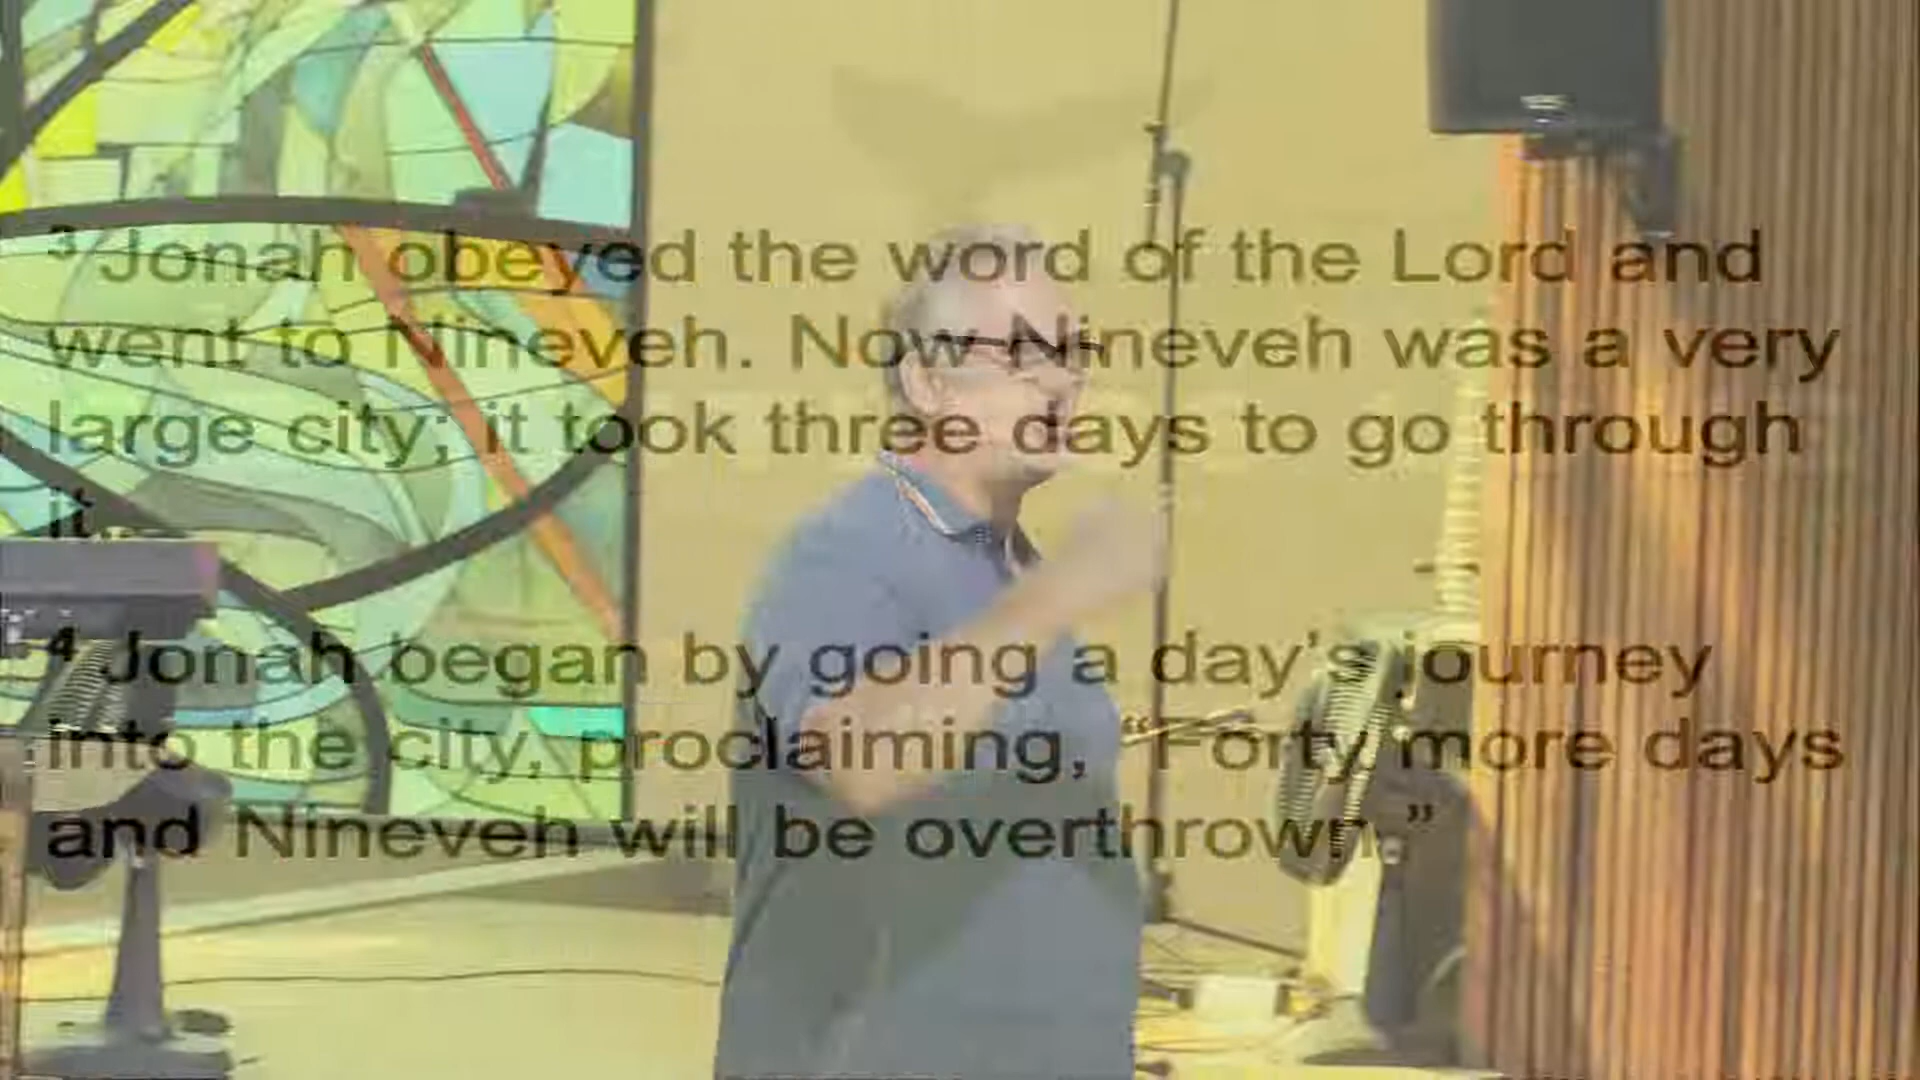 3 Jonah obeyed the word of the Lord and
went to Nineveh. Now Nineveh was a very
large city; it took three days to go through
it.
4 Jonah began by going a day’s journey
into the city, proclaiming, “Forty more days
and Nineveh will be overthrown.”